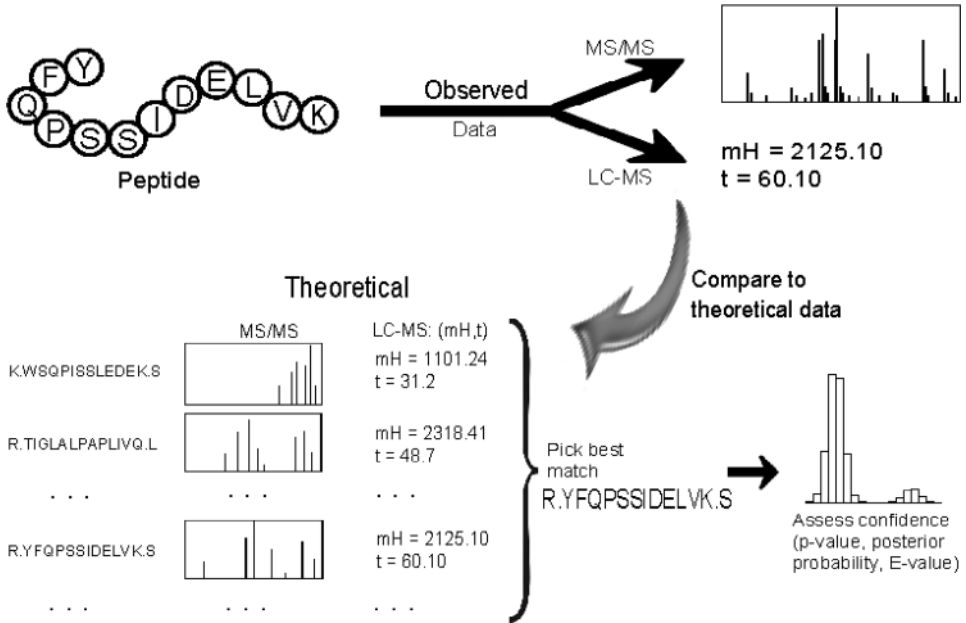 Y
F
Q
P
S
S
I
D
E
L
V
K
Peptide
Observed
Data
MS/MS
LC-MS
mH = 2125.10
t = 60.10
Compare to
theoretical data
Theoretical
MS/MS
LC-MS: (mH,t)
K.WSQPISSLEDEK.S
mH = 1101.24
t = 31.2
R.TIGLALPAPLIVQ.L
mH = 2318.41
t = 48.7
. . .
. . .
. . .
R.YFQPSSIDELVK.S
mH = 2125.10
t = 60.10
. . .
. . .
. . .
Pick best
match
R.YFQPSSIDELVK.S
Assess confidence
(p-value, posterior
probability, E-value)